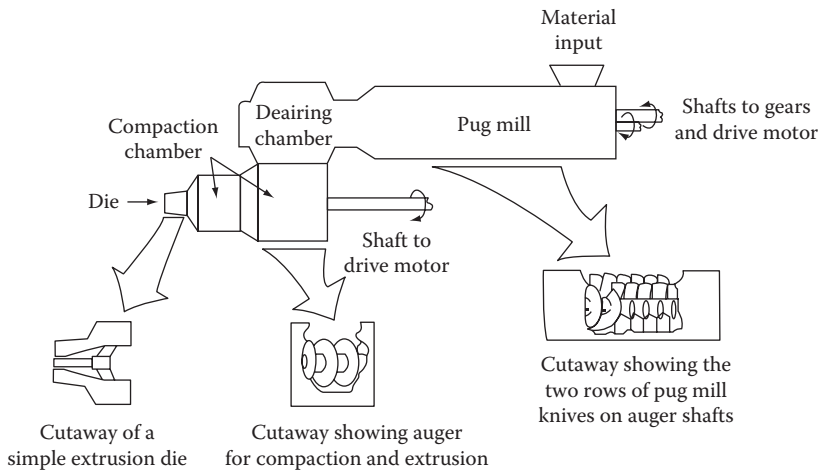 Material
input
Deairing
chamber
Pug mill
Shafts to gears
and drive motor
Compaction
chamber
Die
Shaft to
drive motor
Cutaway showing the
two rows of pug mill
knives on auger shafts
Cutaway of a
simple extrusion die
Cutaway showing auger
for compaction and extrusion